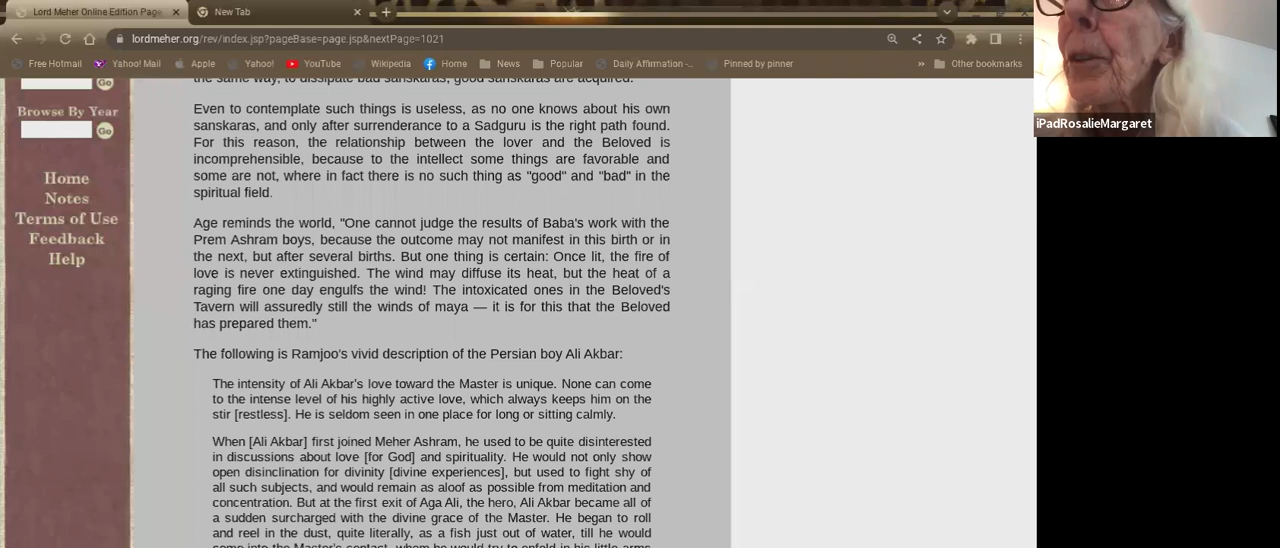 Lord Meher Online Edition Page
New Tab
lordmeher.org/rev/index.jsp?pageBase=page.jsp&nextPage=1021
Free Hotmail
Yahoo! Mail
Apple
Yahoo!
YouTube
Wikipedia
Home
News
Popular
Daily Affirmation -...
Pinned by pinner
»
Other bookmarks
Go
Browse By Year
Go
Home
Notes
Terms of Use
Feedback
Help
the same way, to dissipate bad sanskaras, good sanskaras are acquired.
Even to contemplate such things is useless, as no one knows about his own
sanskaras, and only after surrenderance to a Sadguru is the right path found.
For this reason, the relationship between the lover and the Beloved is
incomprehensible, because to the intellect some things are favorable and
some are not, where in fact there is no such thing as "good" and "bad" in the
spiritual field.
Age reminds the world, "One cannot judge the results of Baba's work with the
Prem Ashram boys, because the outcome may not manifest in this birth or in
the next, but after several births. But one thing is certain: Once lit, the fire of
love is never extinguished. The wind may diffuse its heat, but the heat of a
raging fire one day engulfs the wind! The intoxicated ones in the Beloved's
Tavern will assuredly still the winds of maya — it is for this that the Beloved
has prepared them."
The following is Ramjoo's vivid description of the Persian boy Ali Akbar:
The intensity of Ali Akbar's love toward the Master is unique. None can come
to the intense level of his highly active love, which always keeps him on the
stir [restless]. He is seldom seen in one place for long or sitting calmly.
When [Ali Akbar] first joined Meher Ashram, he used to be quite disinterested
in discussions about love [for God] and spirituality. He would not only show
open disinclination for divinity [divine experiences], but used to fight shy of
all such subjects, and would remain as aloof as possible from meditation and
concentration. But at the first exit of Aga Ali, the hero, Ali Akbar became all of
a sudden surcharged with the divine grace of the Master. He began to roll
and reel in the dust, quite literally, as a fish just out of water, till he would
come into the Master's contact, whom he would try to enfold in his little arms
iPadRosalieMargaret